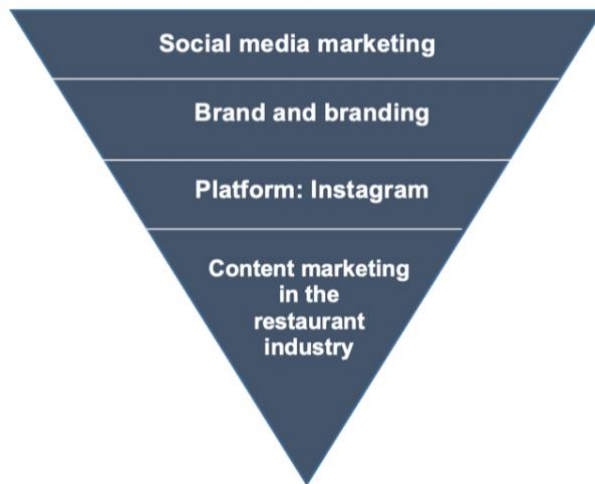 Social media marketing
Brand and branding
Platform: Instagram
Content marketing
in the
restaurant
industry